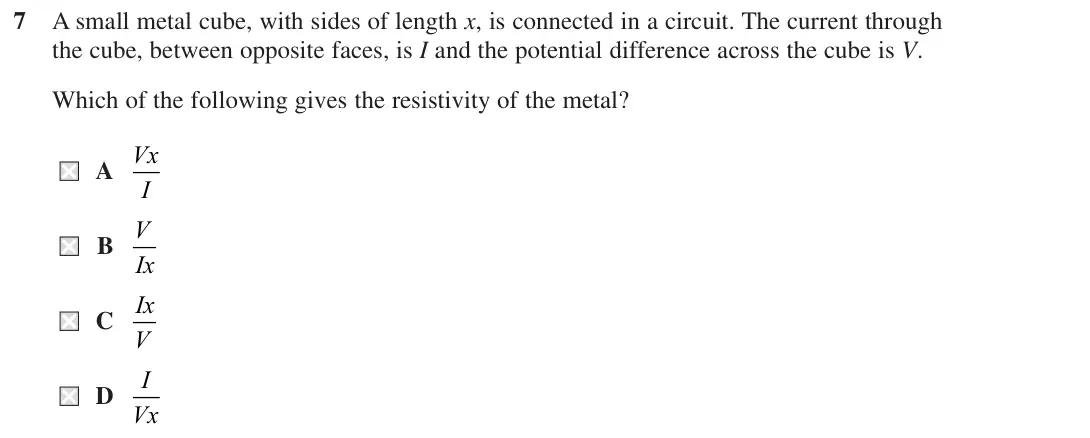 7 A small metal cube, with sides of length x, is connected in a circuit. The current through
the cube, between opposite faces, is I and the potential difference across the cube is V.
Which of the following gives the resistivity of the metal?
A Vx/I
B V/Ix
C Ix/V
D I/Vx